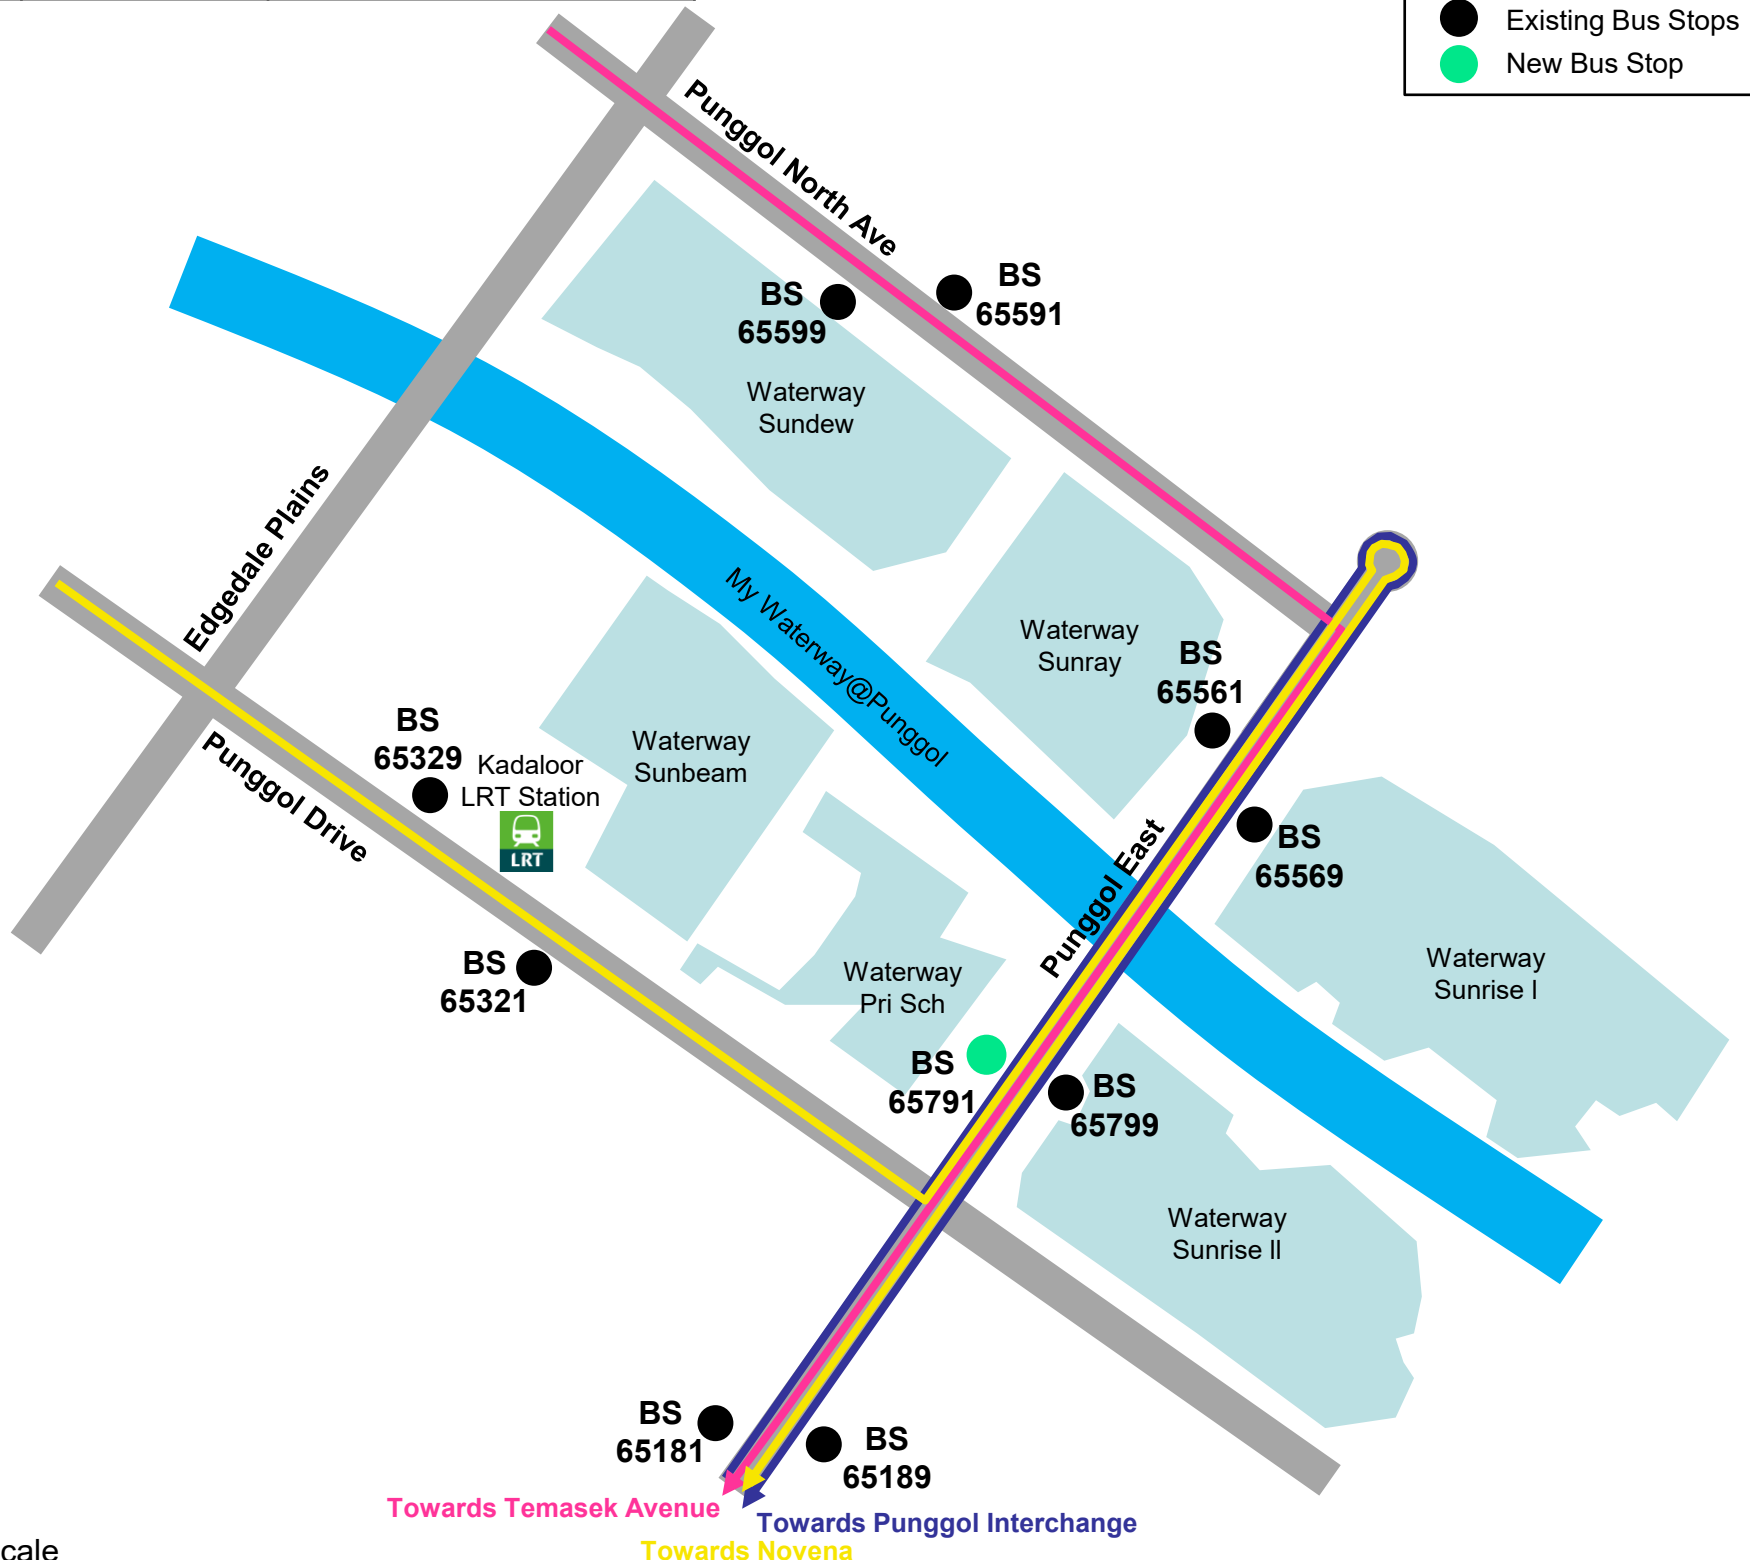 Existing Bus Stops
New Bus Stop
Punggol North Ave
BS
65591
BS
65599
Waterway
Sundew
Edgedale Plains
My Waterway@Punggol
Waterway
Sunray
BS
65561
BS
65329
Kadaloor
LRT Station
LRT
Punggol Drive
Waterway
Sunbeam
Punggol East
BS
65569
BS
65321
Waterway
Pri Sch
Waterway
Sunrise I
BS
65791
BS
65799
Waterway
Sunrise II
BS
65181
BS
65189
Towards Temasek Avenue
Towards Punggol Interchange
Towards Novena
cale